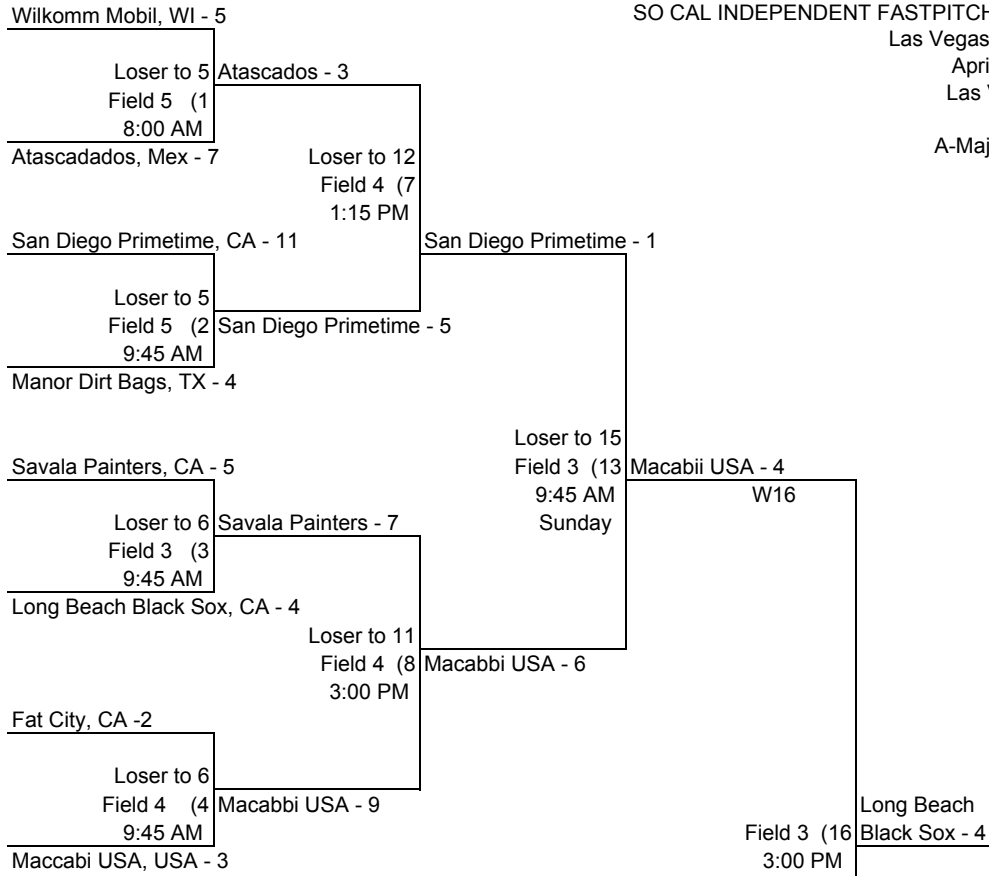 Wilkomm Mobil, WI - 5
SO CAL INDEPENDENT FASTPITCH
Las Vegas
Loser to 5 Atascados - 3
Apri
Field 5 (1
Las
8:00 AM
Atascadados, Mex - 7
Loser to 12
A-Maj
Field 4 (7
1:15 PM
San Diego Primetime, CA - 11
San Diego Primetime - 1
Loser to 5
Field 5 (2 San Diego Primetime - 5
9:45 AM
Manor Dirt Bags, TX - 4
Loser to 15
Savala Painters, CA - 5
Field 3 (13 Macabii USA - 4
9:45 AM
W16
Loser to 6 Savala Painters - 7
Sunday
Field 3 (3
9:45 AM
Long Beach Black Sox, CA - 4
Loser to 11
Field 4 (8 Macabbi USA - 6
3:00 PM
Fat City, CA -2
Loser to 6
Field 4 (4 Macabbi USA - 9
Long Beach
9:45 AM
Field 3 (16 Black Sox - 4
Maccabi USA, USA - 3
3:00 PM